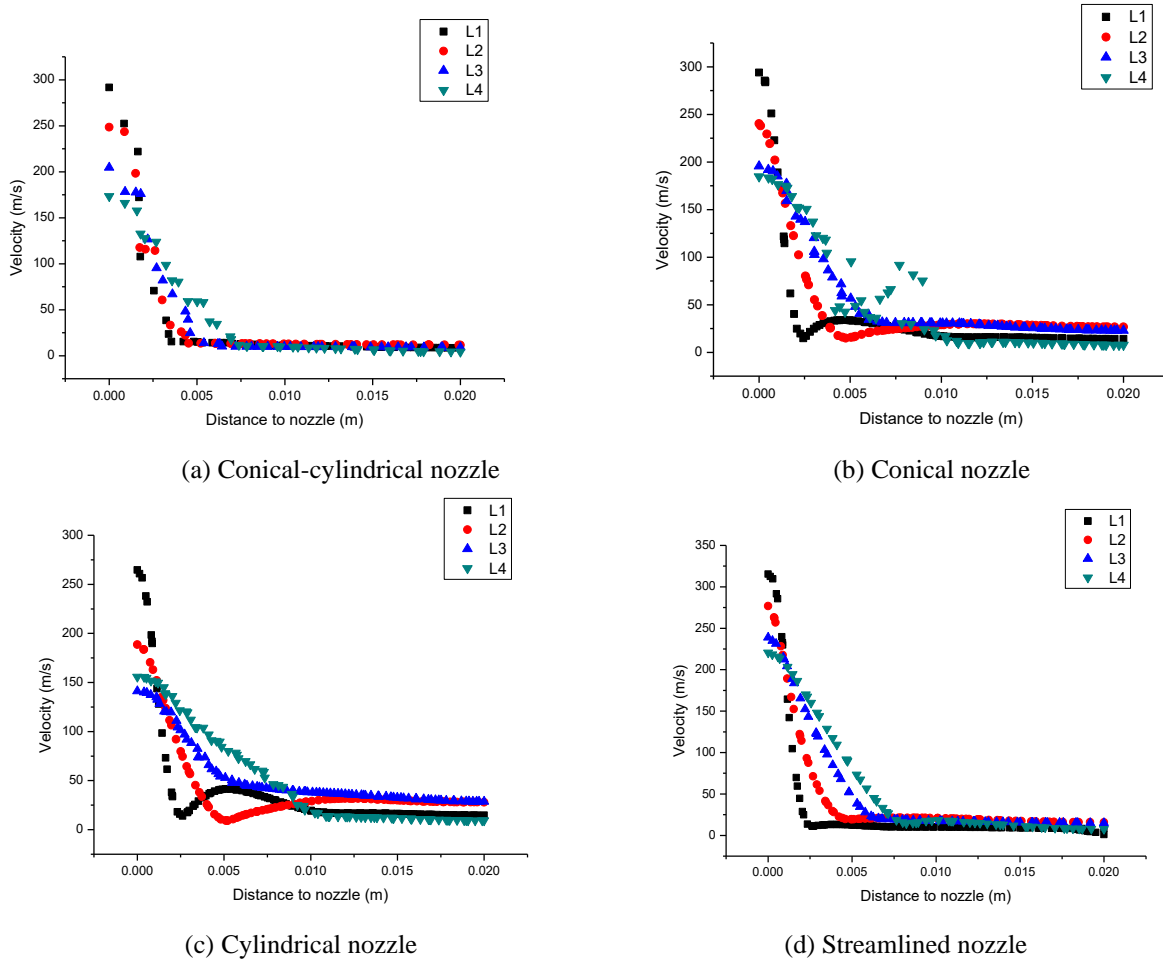 L1
L2
L3
L4
300
250
200
150
100
50
0
Velocity (m/s)
0.000 0.005 0.010 0.015 0.020
Distance to nozzle (m)
(a) Conical-cylindrical nozzle
L1
L2
L3
L4
300
250
200
150
100
50
0
Velocity (m/s)
0.000 0.005 0.010 0.015 0.020
Distance to nozzle (m)
(b) Conical nozzle
L1
L2
L3
L4
300
250
200
150
100
50
0
Velocity (m/s)
0.000 0.005 0.010 0.015 0.020
Distance to nozzle (m)
(c) Cylindrical nozzle
L1
L2
L3
L4
350
300
250
200
150
100
50
0
Velocity (m/s)
0.000 0.005 0.010 0.015 0.020
Distance to nozzle (m)
(d) Streamlined nozzle